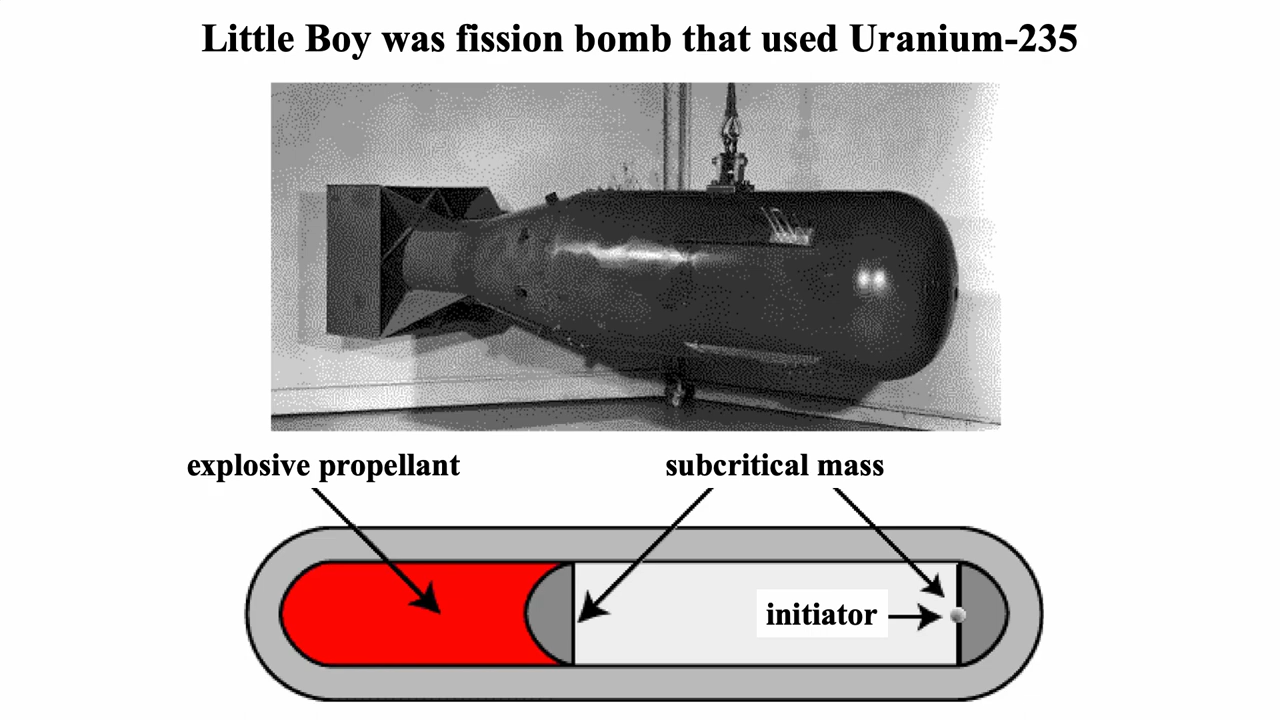 Little Boy was fission bomb that used Uranium-235
explosive propellant
subcritical mass
initiator